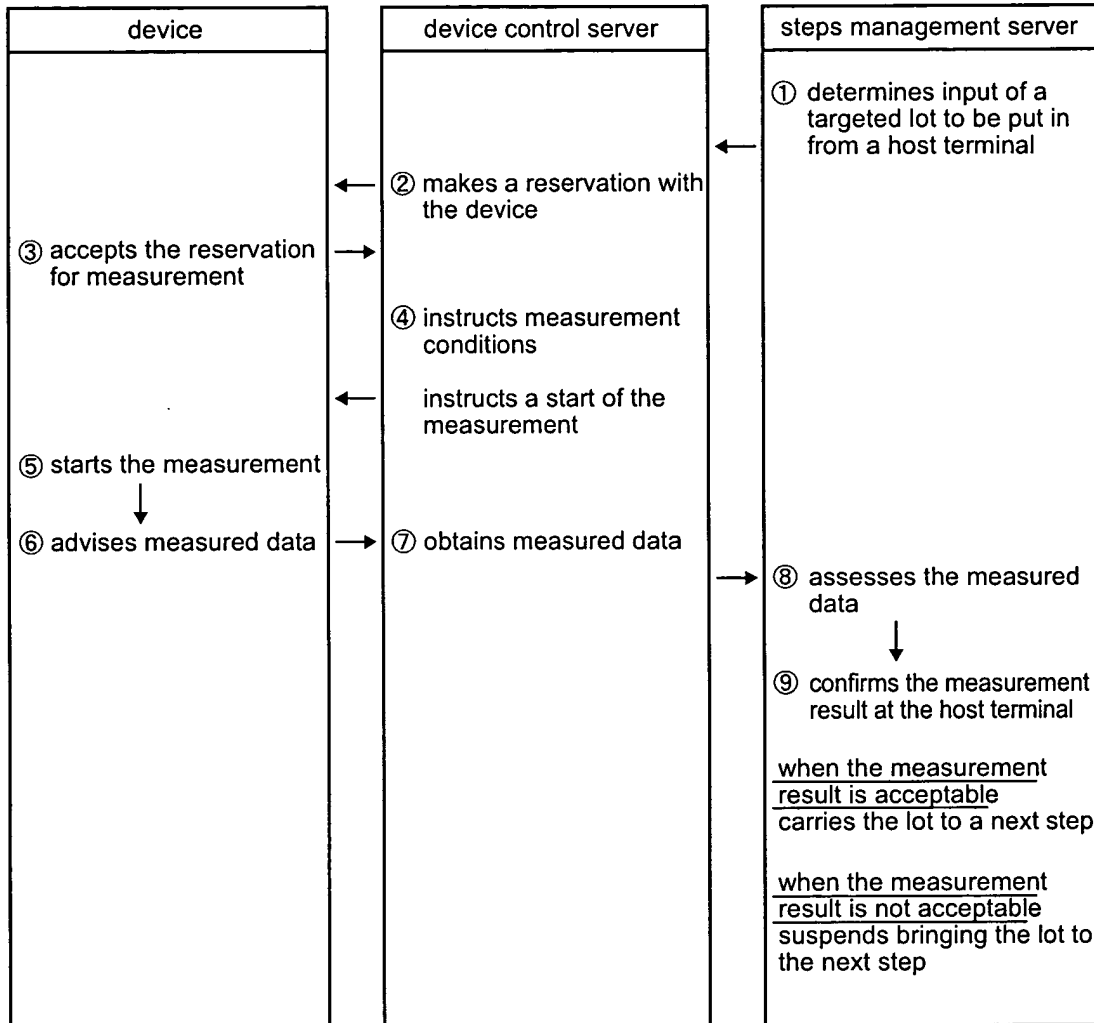 device
device control server
steps management server
① determines input of a
targeted lot to be put in
from a host terminal
② makes a reservation with
the device
③ accepts the reservation
for measurement
④ instructs measurement
conditions
instructs a start of the
measurement
⑤ starts the measurement
⑥ advises measured data
⑦ obtains measured data
⑧ assesses the measured
data
⑨ confirms the measurement
result at the host terminal
when the measurement
result is acceptable
carries the lot to a next step
when the measurement
result is not acceptable
suspends bringing the lot to
the next step